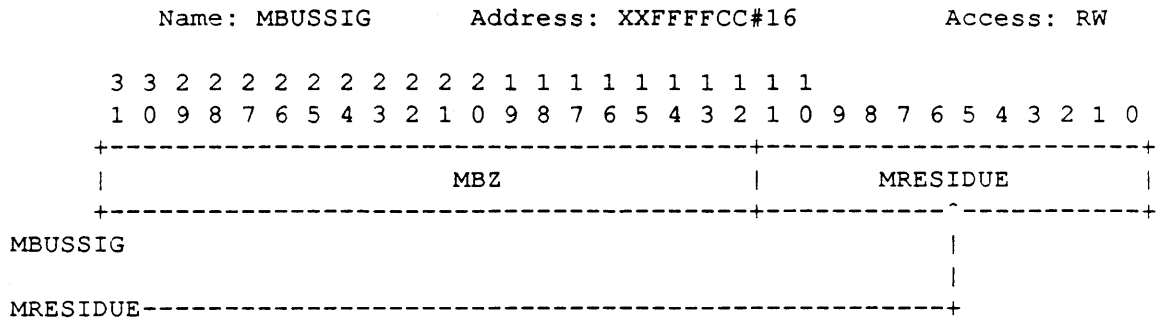 Name: MBUSSIG Address: XXFFFFCC#16 Access: RW
3 3 2 2 2 2 2 2 2 2 2 2 1 1 1 1 1 1 1 1 1 1
1 0 9 8 7 6 5 4 3 2 1 0 9 8 7 6 5 4 3 2 1 0 9 8 7 6 5 4 3 2 1 0
+---------------------------------------+-----------------------+
| MBZ | MRESIDUE |
+---------------------------------------+-----------^-----------+
MBUSSIG |
|
MRESIDUE--------------------------------------------------+